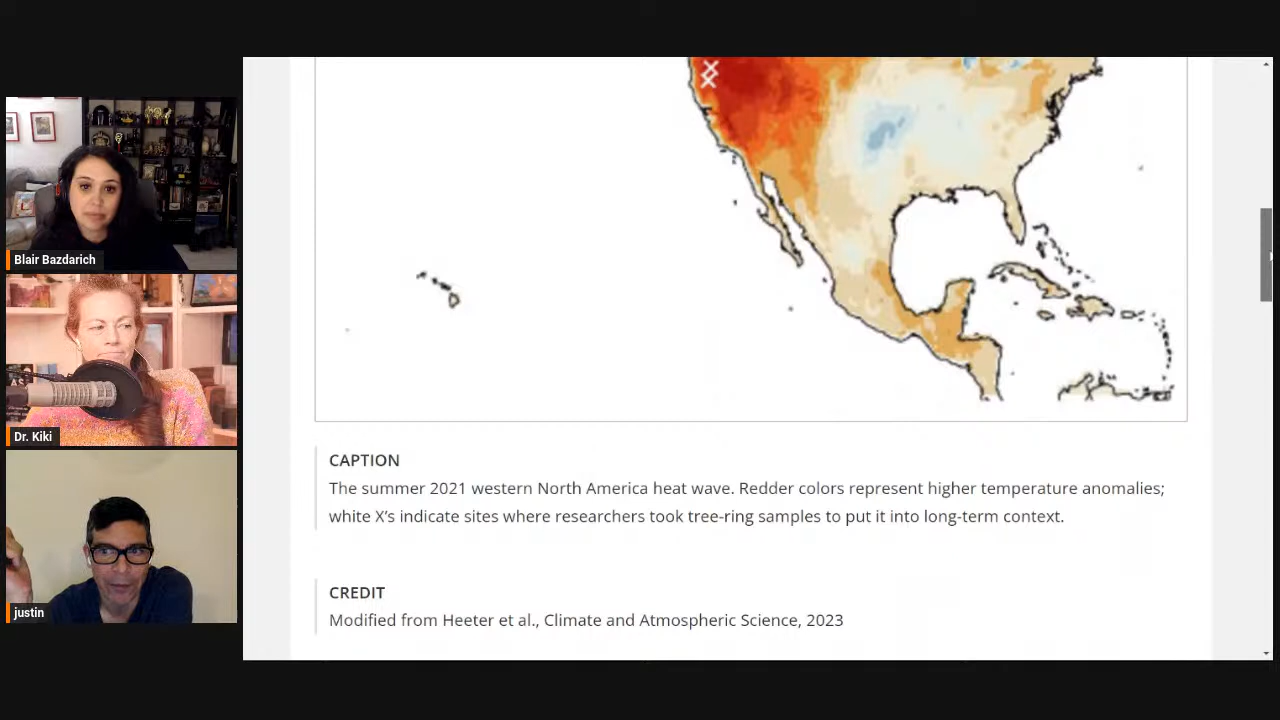 Blair Bazdarich
Dr. Kiki
justin
CAPTION
The summer 2021 western North America heat wave. Redder colors represent higher temperature anomalies;
white X’s indicate sites where researchers took tree-ring samples to put it into long-term context.
CREDIT
Modified from Heeter et al., Climate and Atmospheric Science, 2023